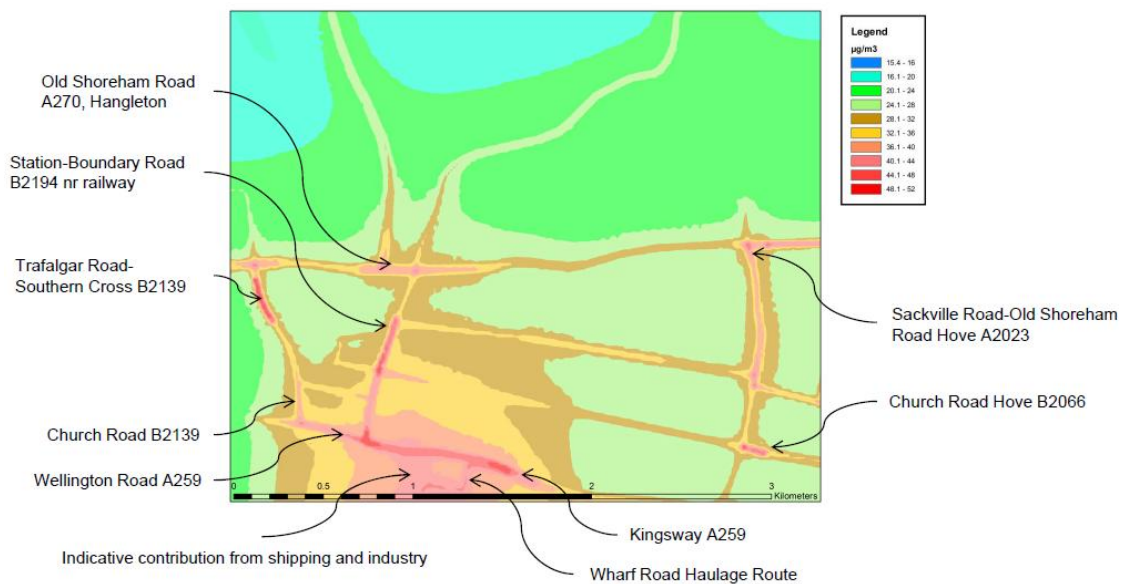 Old Shoreham Road
A270, Hangleton
Station-Boundary Road
B2194 nr railway
Trafalgar Road-
Southern Cross B2139
Church Road B2139
Wellington Road A259
Indicative contribution from shipping and industry
Wharf Road Haulage Route
Kingsway A259
Church Road Hove B2066
Sackville Road-Old Shoreham
Road Hove A2023
Legend
µg/m3
15.4 - 16
16.1 - 20
20.1 - 24
24.1 - 28
28.1 - 32
32.1 - 36
36.1 - 40
40.1 - 44
44.1 - 48
48.1 - 52
0 0.5 1 2 3
Kilometers